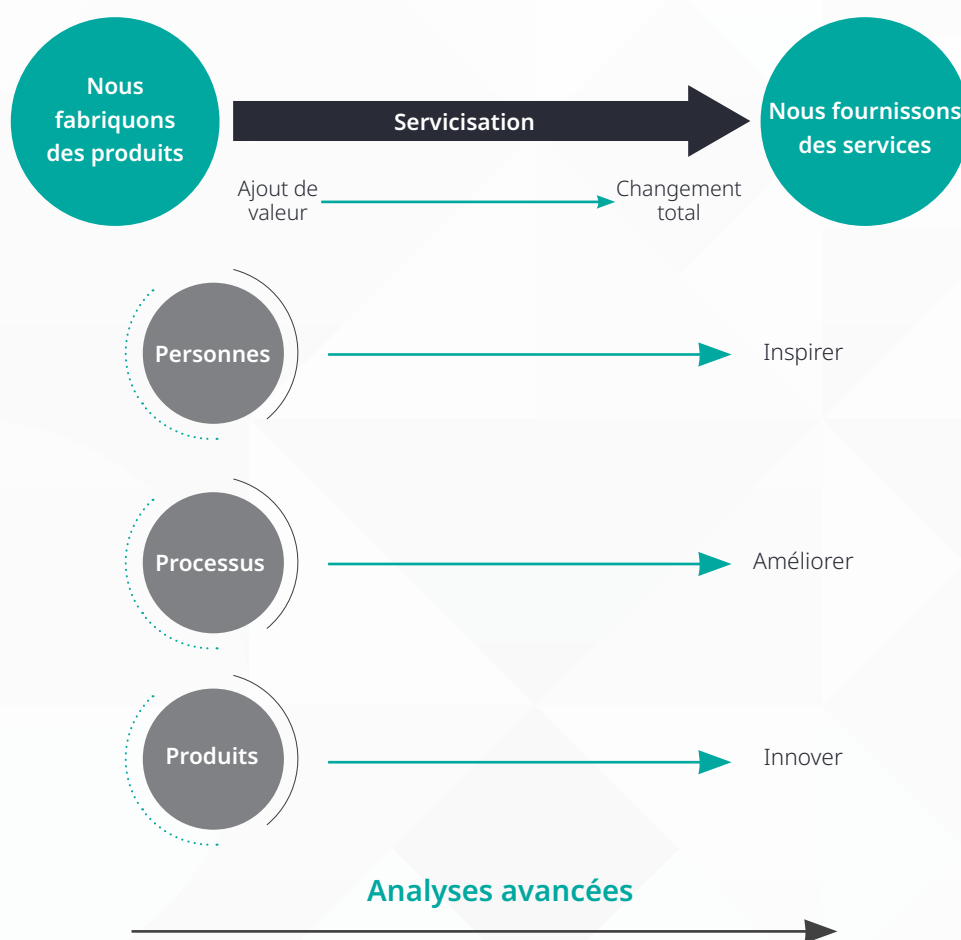 Nous
fabriquons
des produits
Servicisation
Nous fournissons
des services
Ajout de
valeur
Changement
total
Personnes
Inspirer
Processus
Améliorer
Produits
Innover
Analyses avancées